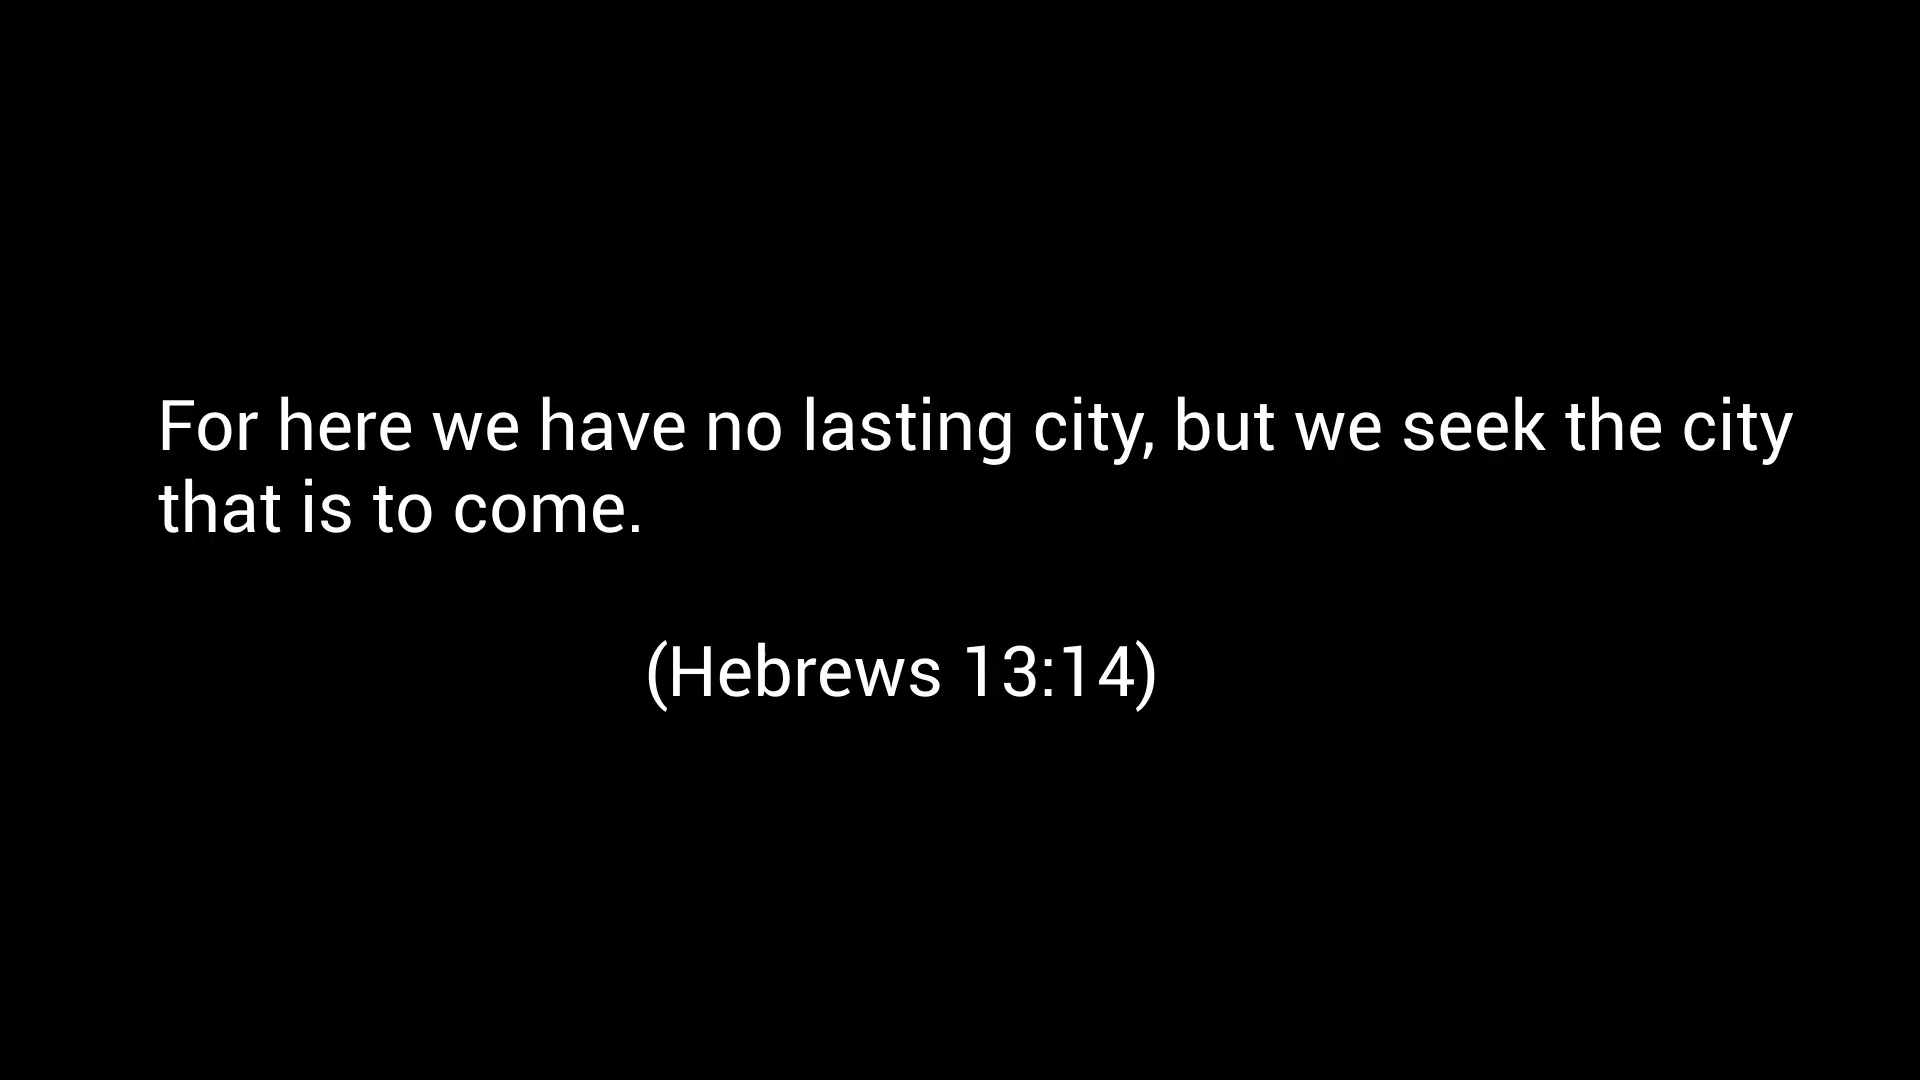 For here we have no lasting city, but we seek the city
that is to come.
(Hebrews 13:14)